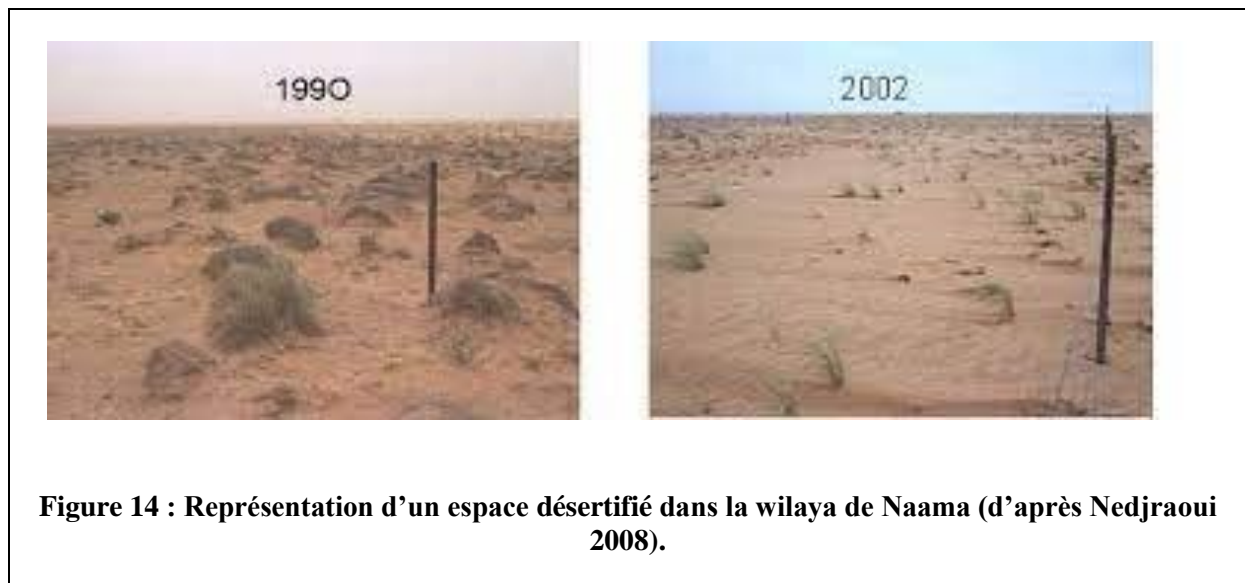 1990
2002
Figure 14 : Représentation d’un espace désertifié dans la wilaya de Naama (d’après Nedjraoui
2008).